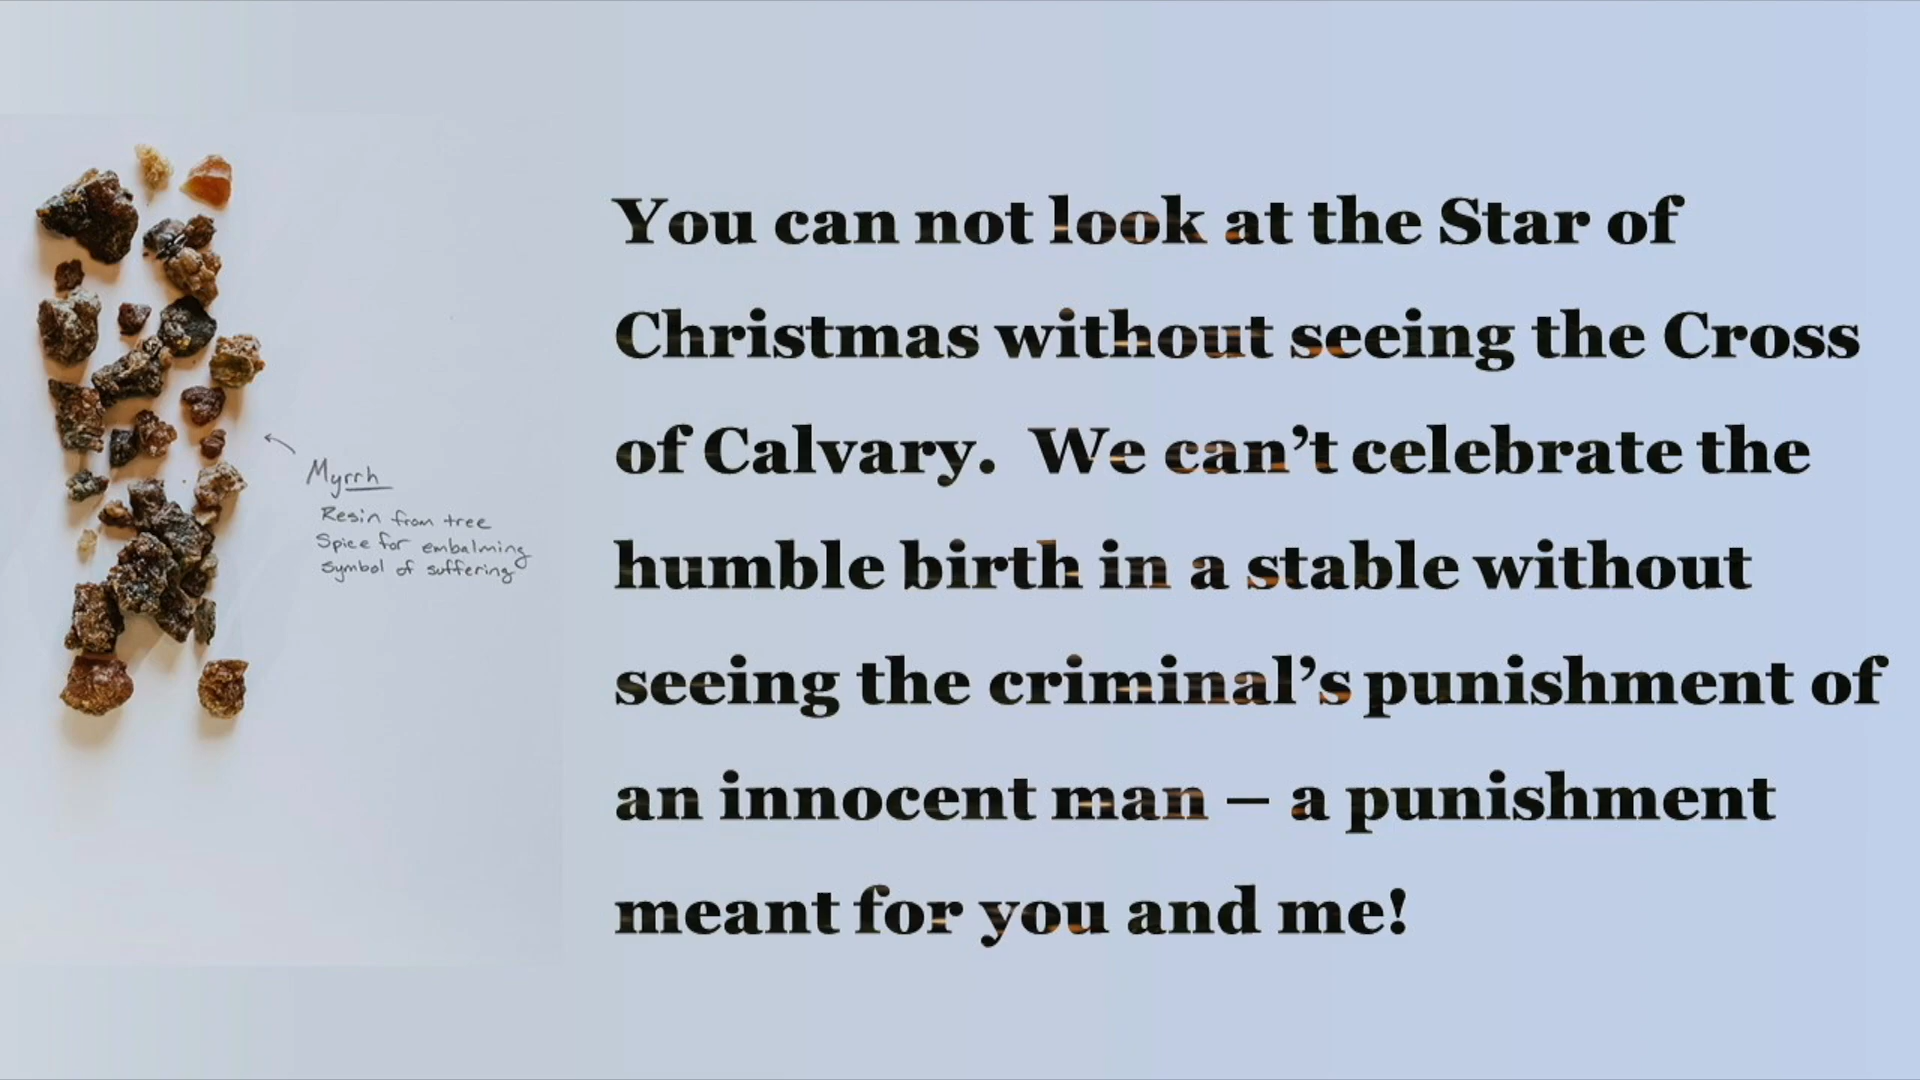 Myrrh
Resin from tree
Spice for embalming
symbol of suffering
You can not look at the Star of
Christmas without seeing the Cross
of Calvary.  We can’t celebrate the
humble birth in a stable without
seeing the criminal’s punishment of
an innocent man – a punishment
meant for you and me!